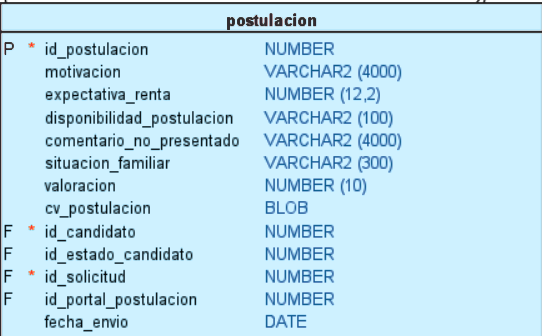 postulacion
P * id_postulacion NUMBER
motivacion VARCHAR2 (4000)
expectativa_renta NUMBER (12,2)
disponibilidad_postulacion VARCHAR2 (100)
comentario_no_presentado VARCHAR2 (4000)
situacion_familiar VARCHAR2 (300)
valoracion NUMBER (10)
cv_postulacion BLOB
F * id_candidato NUMBER
F id_estado_candidato NUMBER
F * id_solicitud NUMBER
F id_portal_postulacion NUMBER
fecha_envio DATE